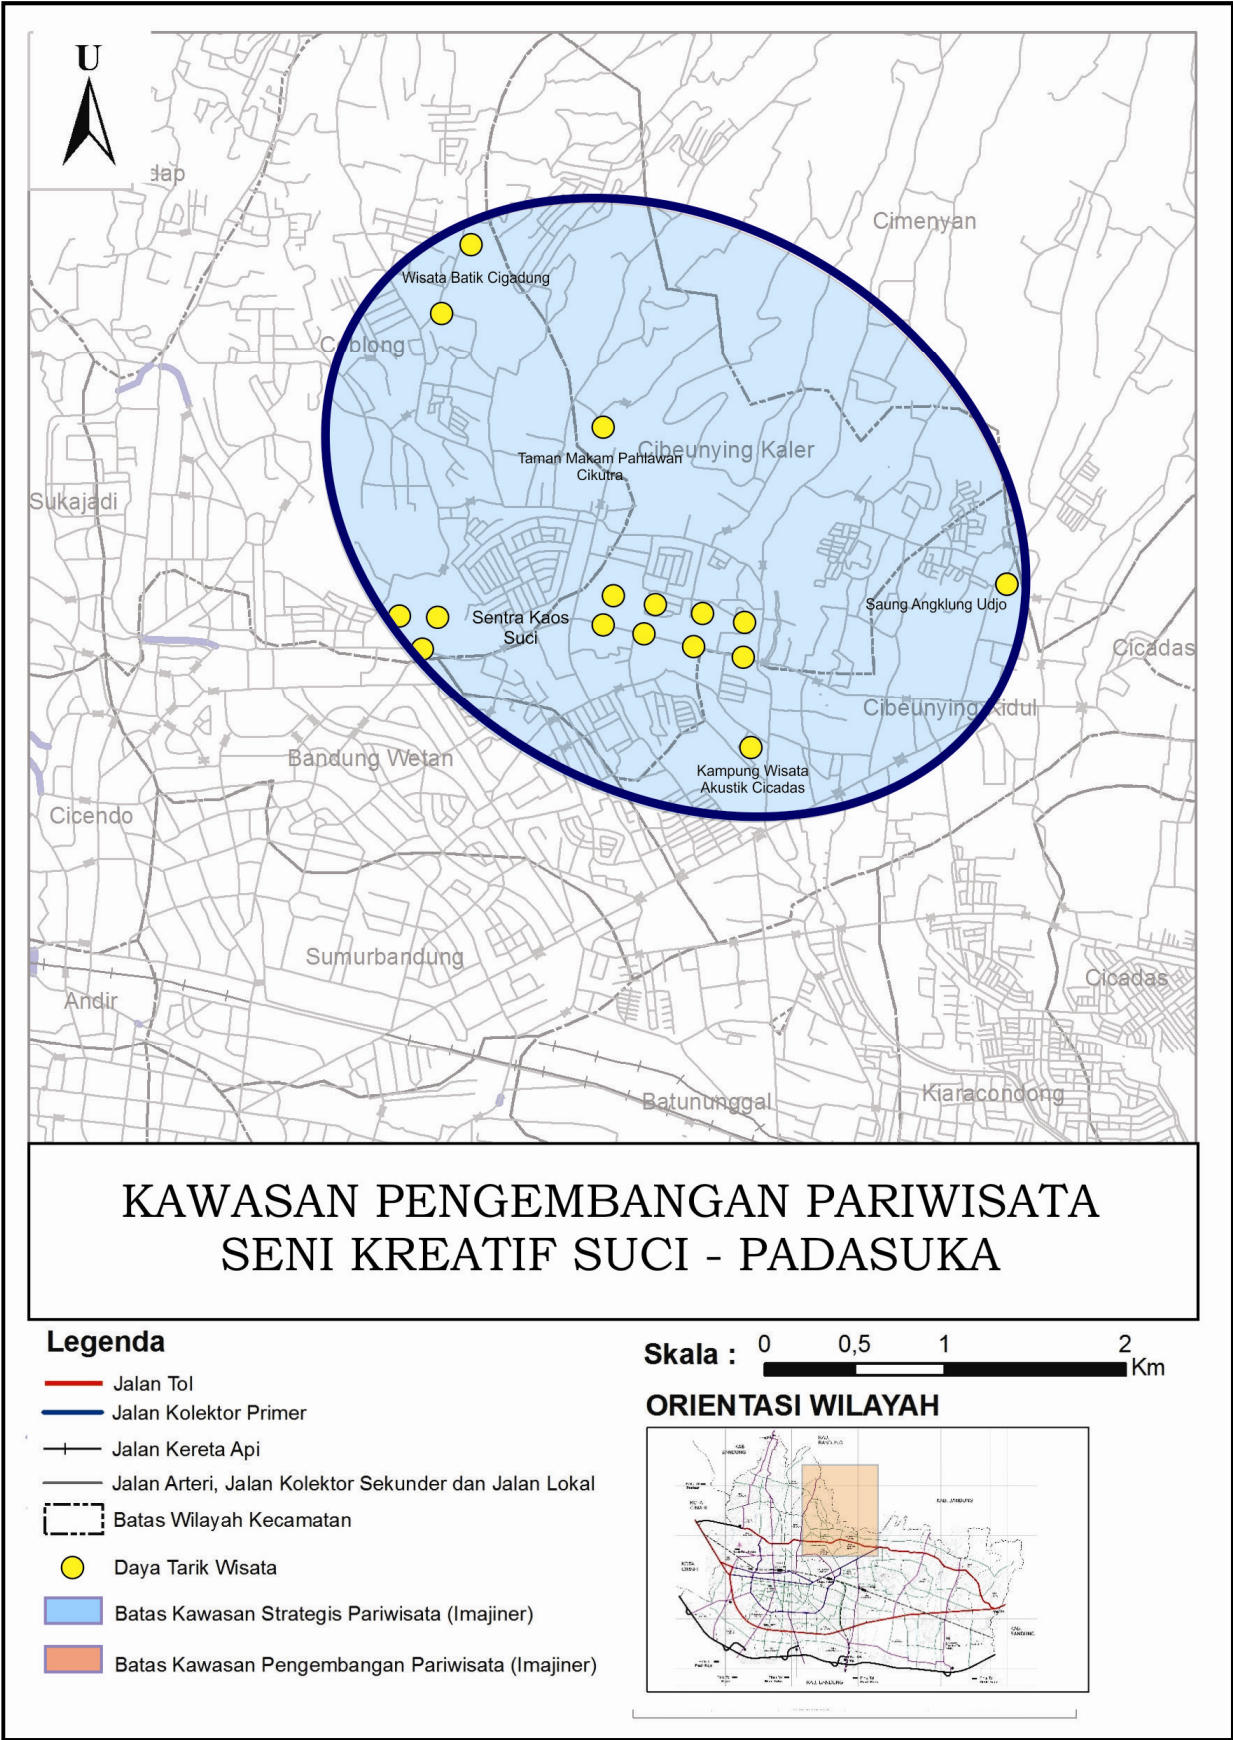 U
dap
Cimenyan
Wisata Batik Cigadung
Coblong
Cibeunying Kaler
Taman Makam Pahlawan
Cikutra
Sukajadi
Saung Angklung Udjo
Sentra Kaos
Suci
Cicadas
Cibeunying Kidul
Bandung Wetan
Kampung Wisata
Akustik Cicadas
Cicendo
Sumurbandung
Cicadas
Andir
Kiaracondong
Batununggal
KAWASAN PENGEMBANGAN PARIWISATA
SENI KREATIF SUCI - PADASUKA
Legenda
Jalan Tol
Jalan Kolektor Primer
Jalan Kereta Api
Jalan Arteri, Jalan Kolektor Sekunder dan Jalan Lokal
Batas Wilayah Kecamatan
Daya Tarik Wisata
Batas Kawasan Strategis Pariwisata (Imajiner)
Batas Kawasan Pengembangan Pariwisata (Imajiner)
Skala :
0 0,5 1 2
Km
ORIENTASI WILAYAH
KAB. BANDUNG